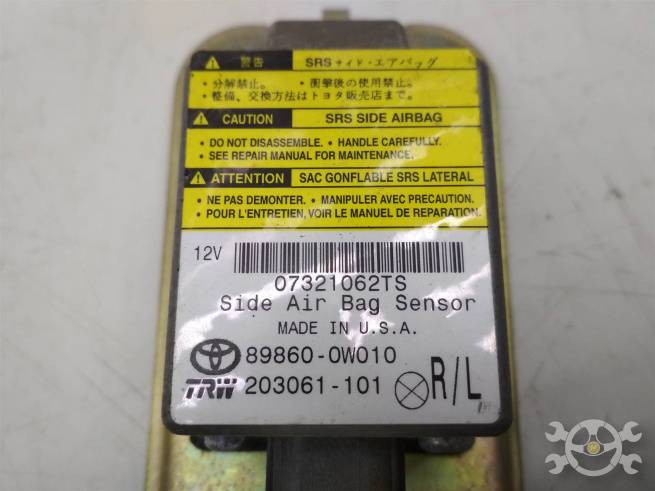 警告 SRSサイド・エアバッグ
・分解禁止。 ・衝撃後の使用禁止。
・整備、交換方法はトヨタ販売店まで。
CAUTION SRS SIDE AIRBAG
• DO NOT DISASSEMBLE. • HANDLE CAREFULLY.
• SEE REPAIR MANUAL FOR MAINTENANCE.
ATTENTION SAC GONFLABLE SRS LATERAL
• NE PAS DEMONTER. • MANIPULER AVEC PRECAUTION.
• POUR L'ENTRETIEN, VOIR LE MANUEL DE REPARATION.
12V
07321062TS
Side Air Bag Sensor
MADE IN U.S.A.
89860-0W010
TRW 203061-101 R/L